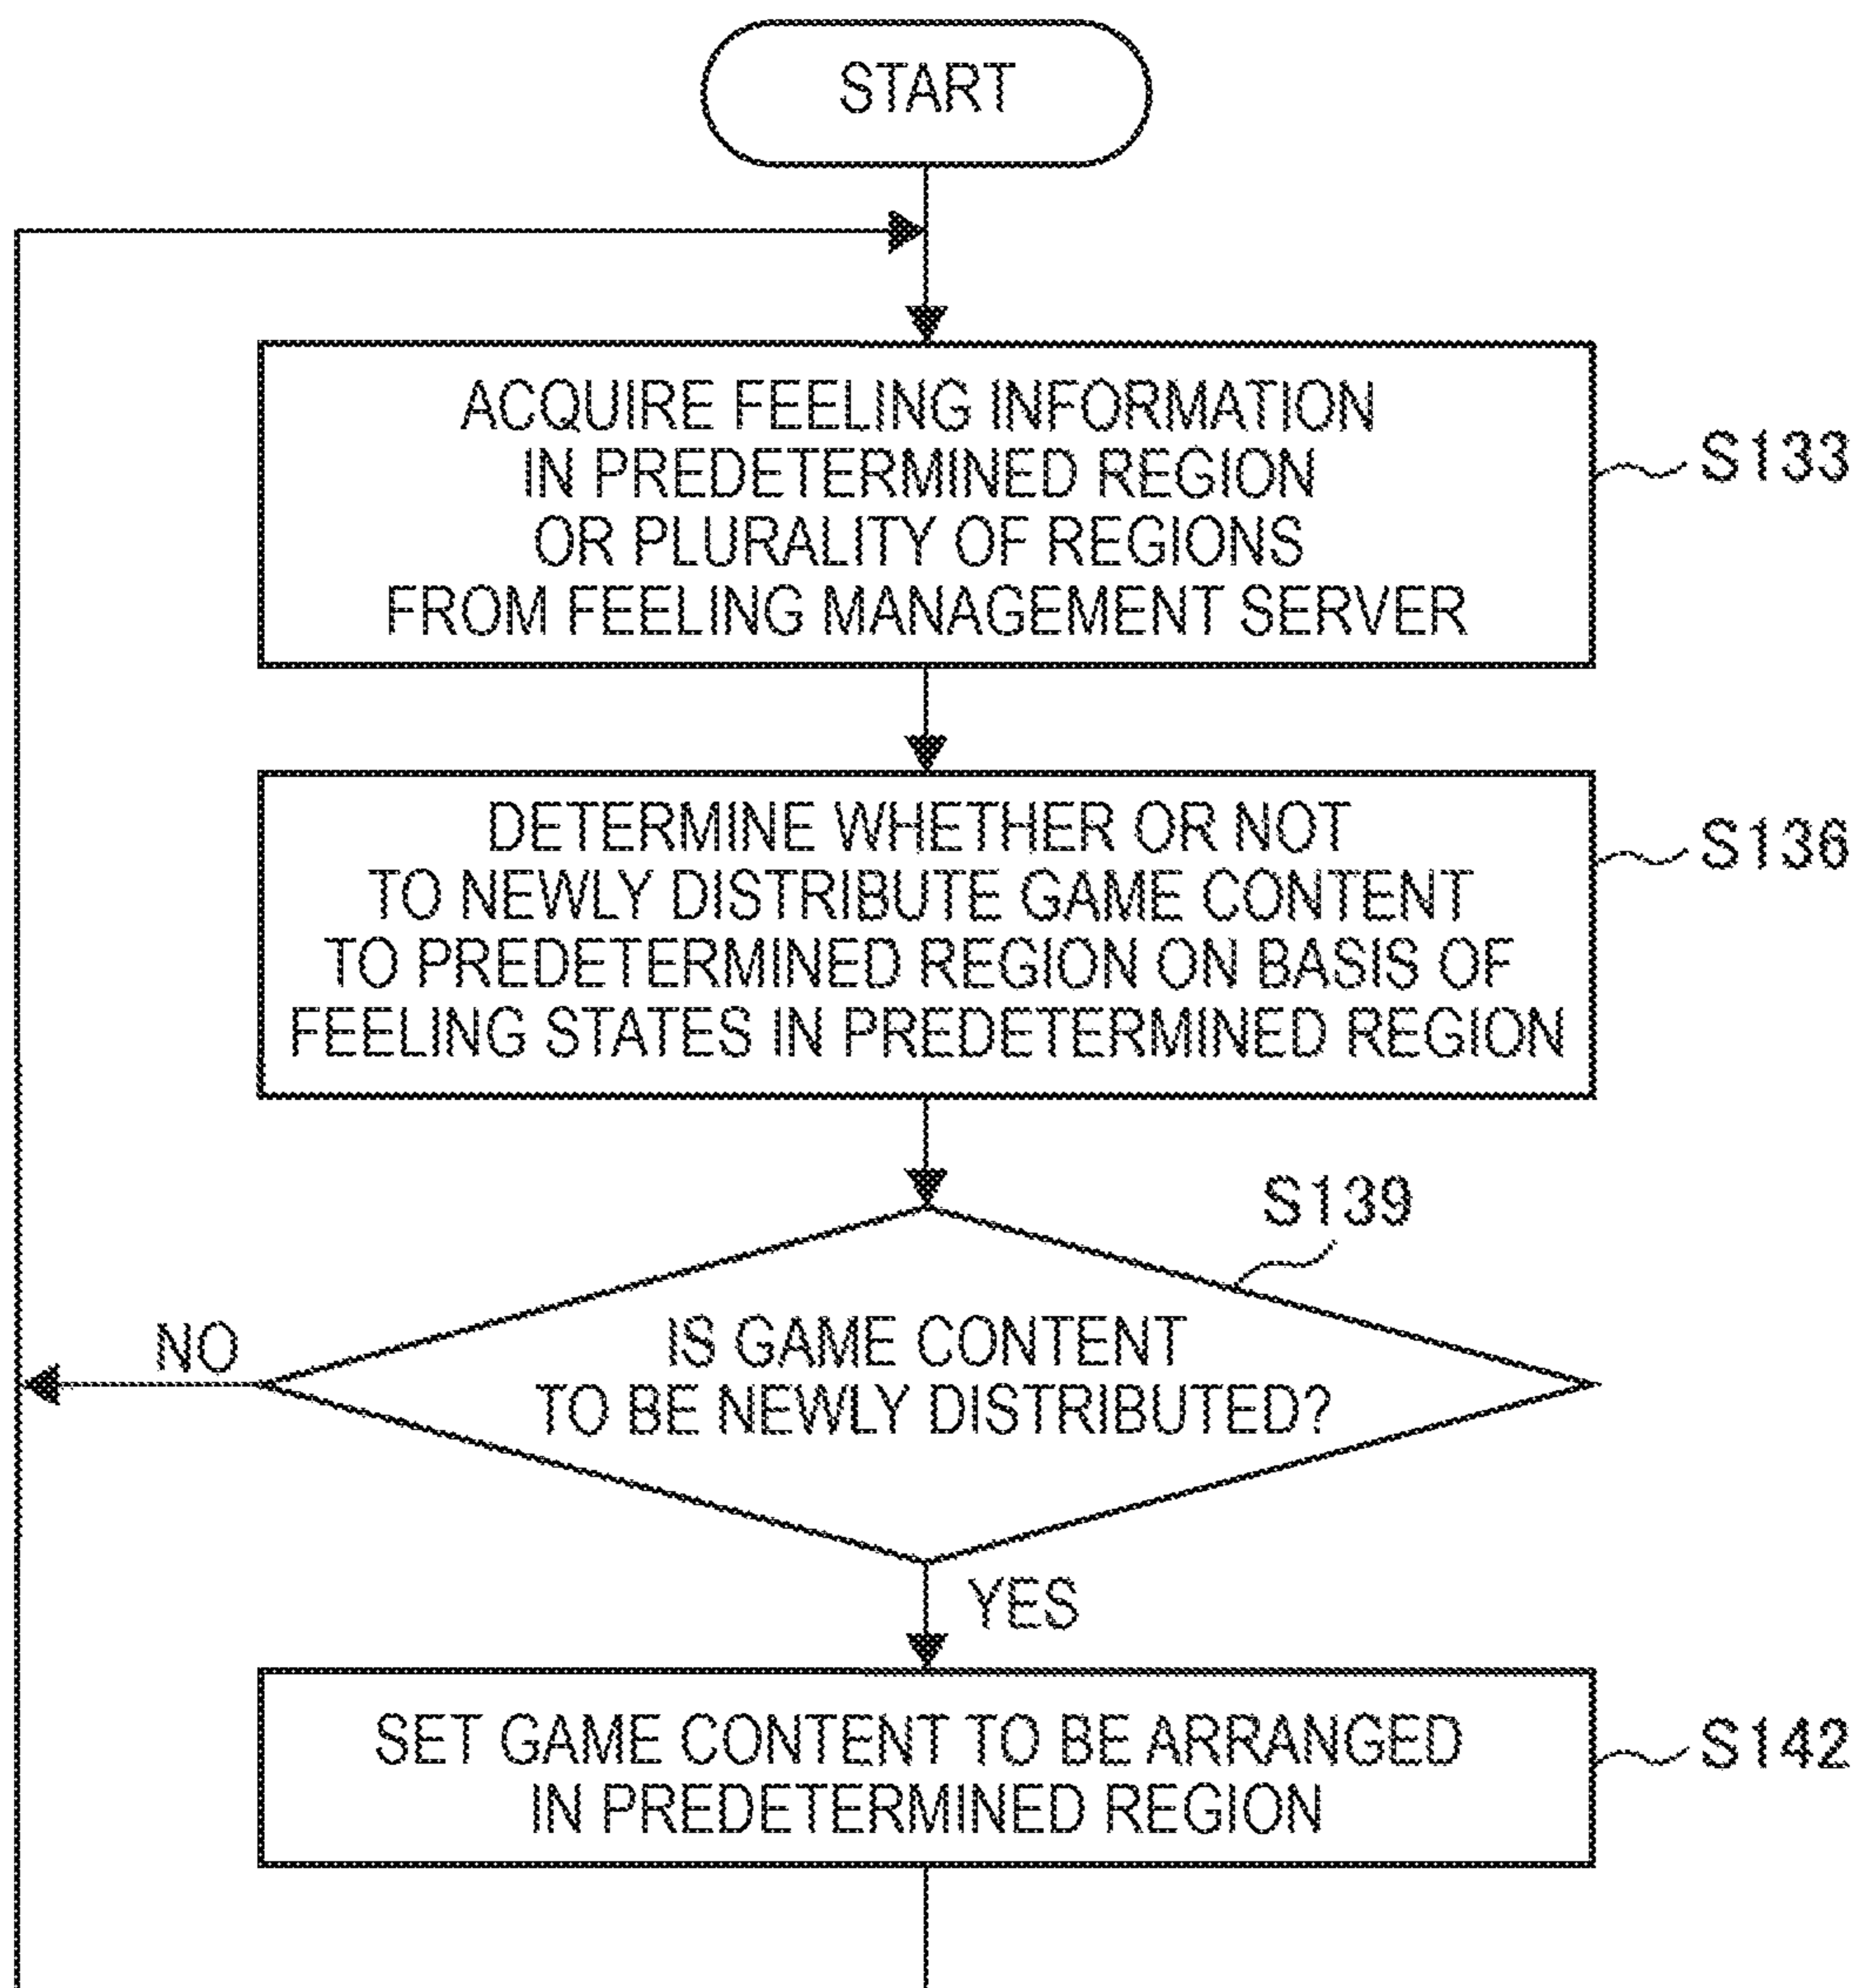 START
ACQUIRE FEELING INFORMATION
IN PREDETERMINED REGION
OR PLURALITY OF REGIONS
FROM FEELING MANAGEMENT SERVER
S133
DETERMINE WHETHER OR NOT
TO NEWLY DISTRIBUTE GAME CONTENT
TO PREDETERMINED REGION ON BASIS OF
FEELING STATES IN PREDETERMINED REGION
S136
S139
IS GAME CONTENT
TO BE NEWLY DISTRIBUTED?
NO
YES
SET GAME CONTENT TO BE ARRANGED
IN PREDETERMINED REGION
S142